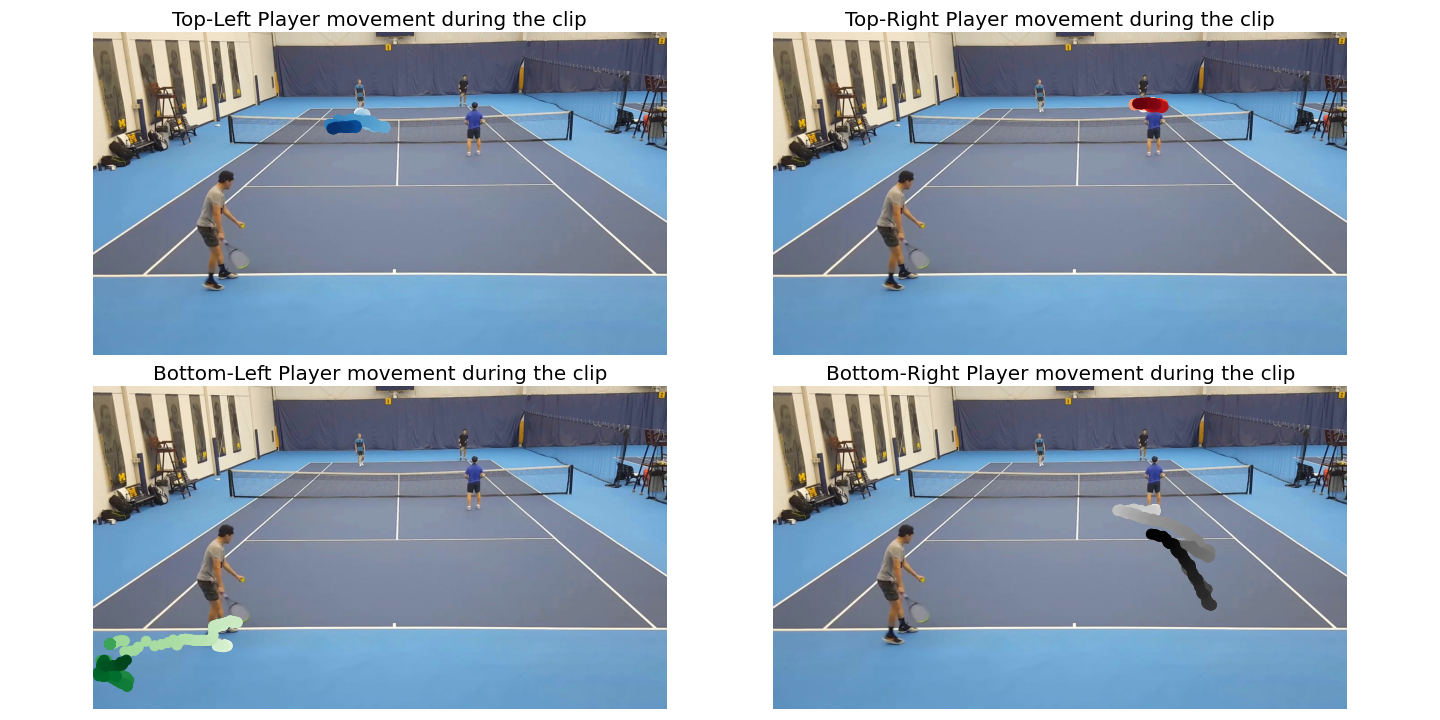 Top-Left Player movement during the clip
Top-Right Player movement during the clip
Bottom-Left Player movement during the clip
Bottom-Right Player movement during the clip